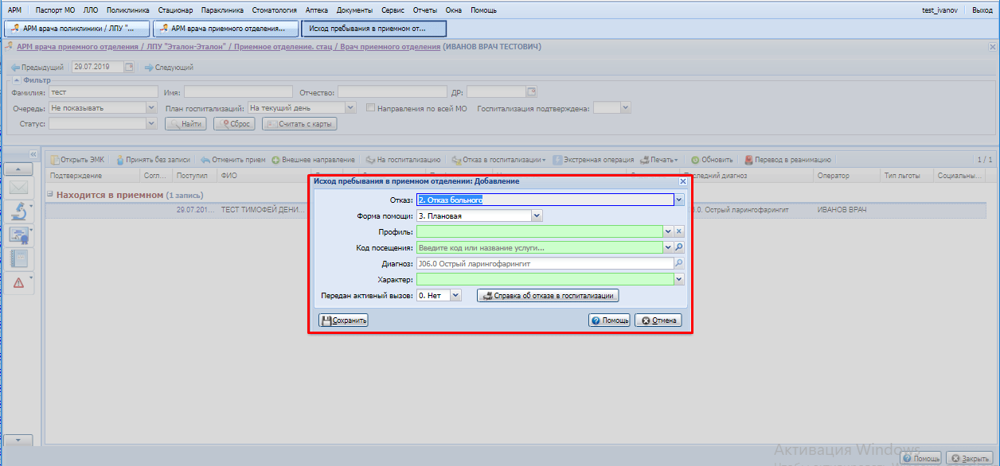 АРМ Паспорт МО ЛЛО Поликлиника Стационар Параклиника Стоматология Аптека Документы Сервис Отчеты Окна Помощь test_ivanov Выход
АРМ врача поликлиники / ЛПУ "... АРМ врача приемного отделения... Исход пребывания в приемном от...
АРМ врача приемного отделения / ЛПУ "Эталон-Эталон" / Приемное отделение. стац / Врач приемного отделения (ИВАНОВ ВРАЧ ТЕСТОВИЧ)
Предыдущий 29.07.2019 Следующий
Фильтр
Фамилия: тест Имя: Отчество: ДР:
Очередь: Не показывать План госпитализаций: На текущий день Направления по всей МО Госпитализация подтверждена:
Статус: Найти Сброс Считать с карты
Открыть ЭМК Принять без записи Отменить прием Внешнее направление На госпитализацию Отказ в госпитализации Экстренная операция Печать Обновить Перевод в реанимацию 1 / 1
Подтверждение Согл... Поступил ФИО Последний диагноз Оператор Тип льготы Социальны...
Находится в приемном (1 запись)
29.07.201... ТЕСТ ТИМОФЕЙ ДЕНИ... Острый ларингофарингит ИВАНОВ ВРАЧ
Исход пребывания в приемном отделении: Добавление
Отказ: 2. Отказ больного
Форма помощи: 3. Плановая
Профиль:
Код посещения: Введите код или название услуги...
Диагноз: J06.0 Острый ларингофарингит
Характер:
Передан активный вызов: 0. Нет Справка об отказе в госпитализации
Сохранить Помощь Отмена
Активация Windows
Помощь Закрыть